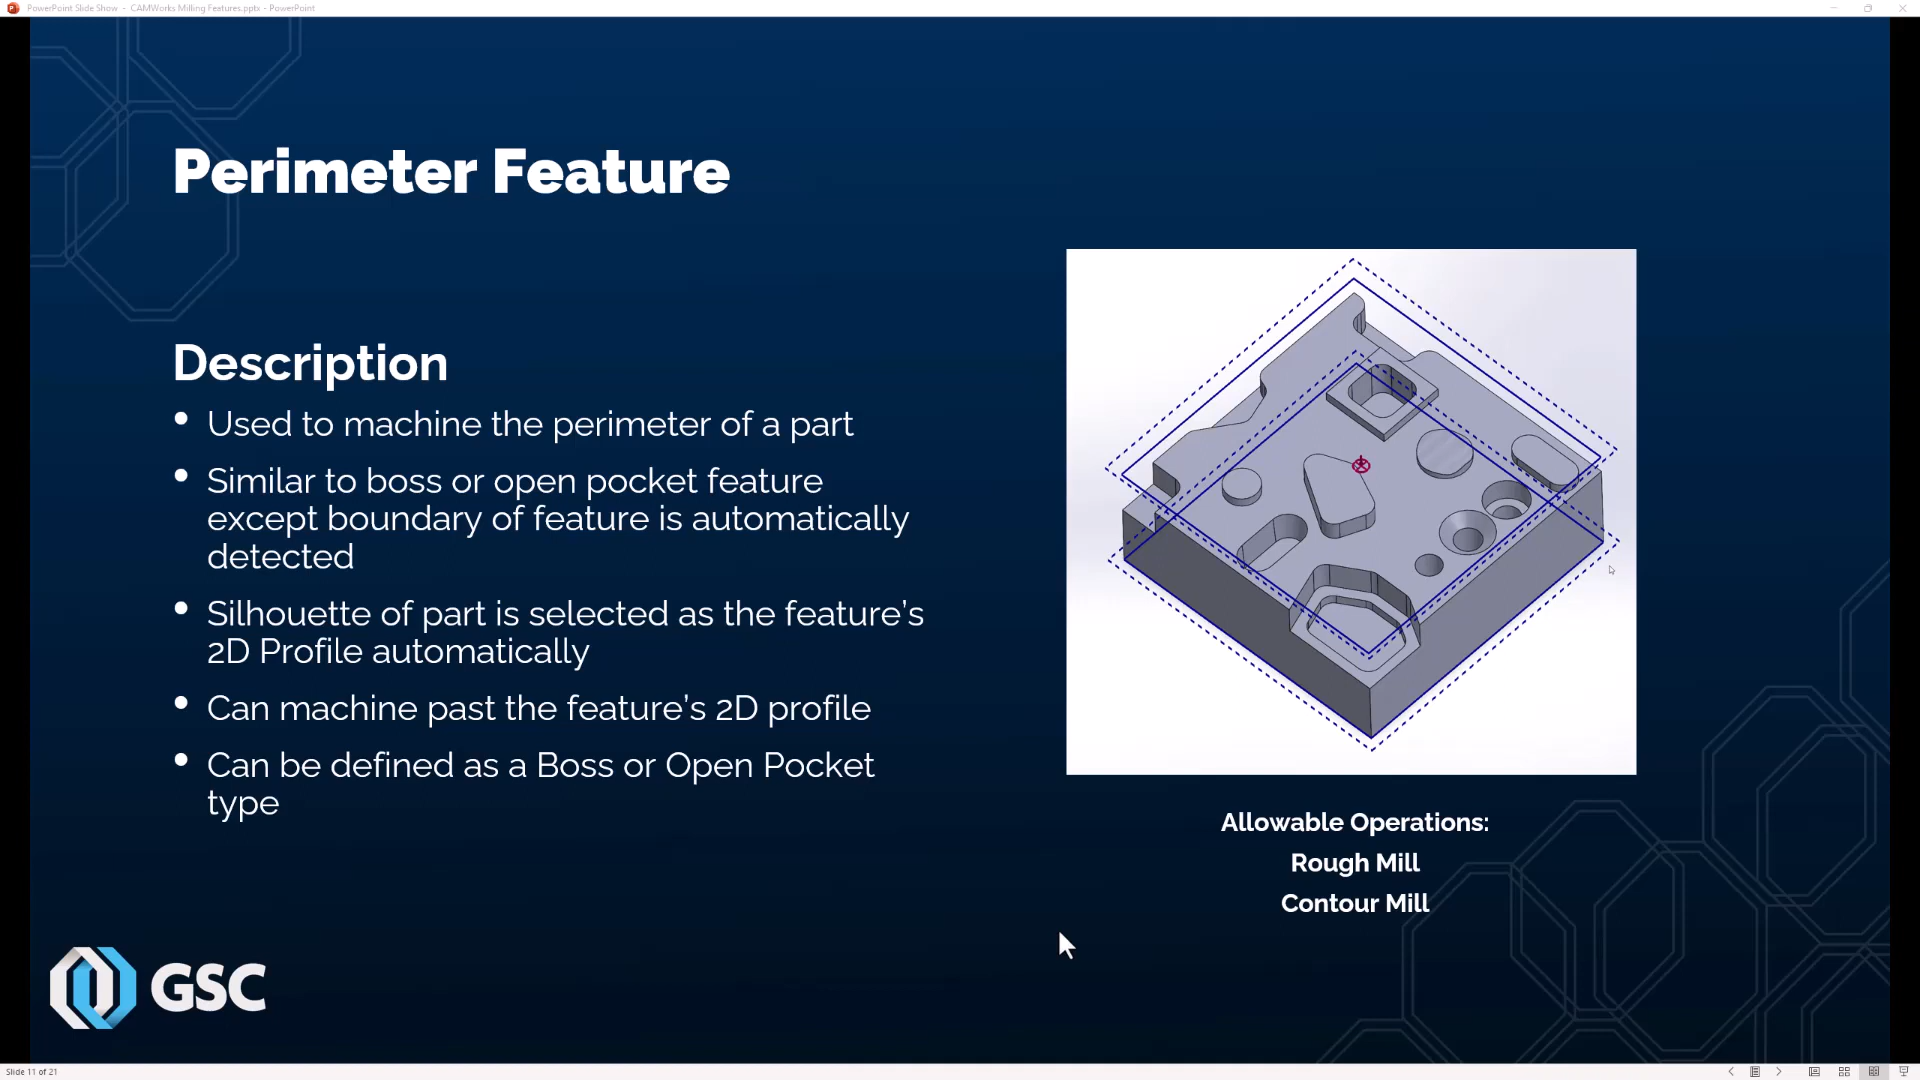 PowerPoint Slide Show - CAMWorks Milling Features.pptx - PowerPoint
Perimeter Feature
Description
• Used to machine the perimeter of a part
• Similar to boss or open pocket feature
except boundary of feature is automatically
detected
• Silhouette of part is selected as the feature's
2D Profile automatically
• Can machine past the feature's 2D profile
• Can be defined as a Boss or Open Pocket
type
Allowable Operations:
Rough Mill
Contour Mill
GSC
Slide 11 of 21